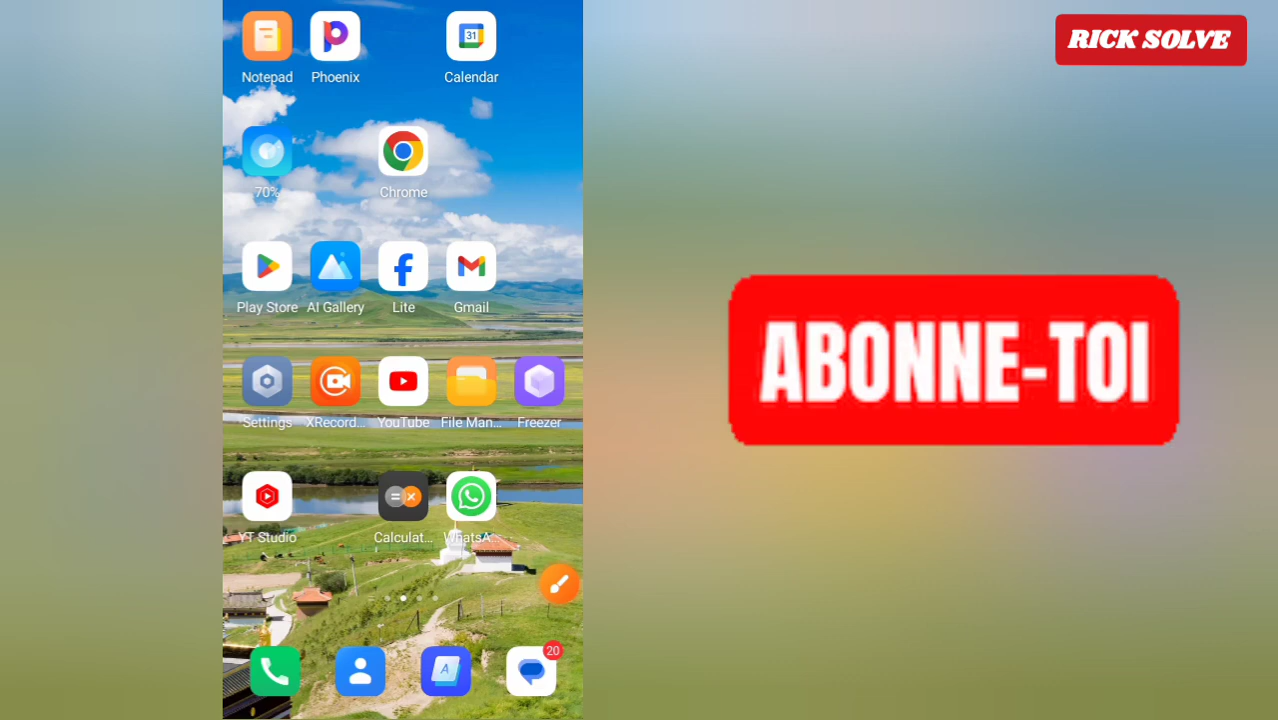 RICK SOLVE
Notepad
Phoenix
31
Calendar
70%
Chrome
Play Store
AI Gallery
Lite
Gmail
Settings
XRecord...
YouTube
File Man...
Freezer
YT Studio
Calculat...
WhatsA...
A
20
ABONNE-TOI